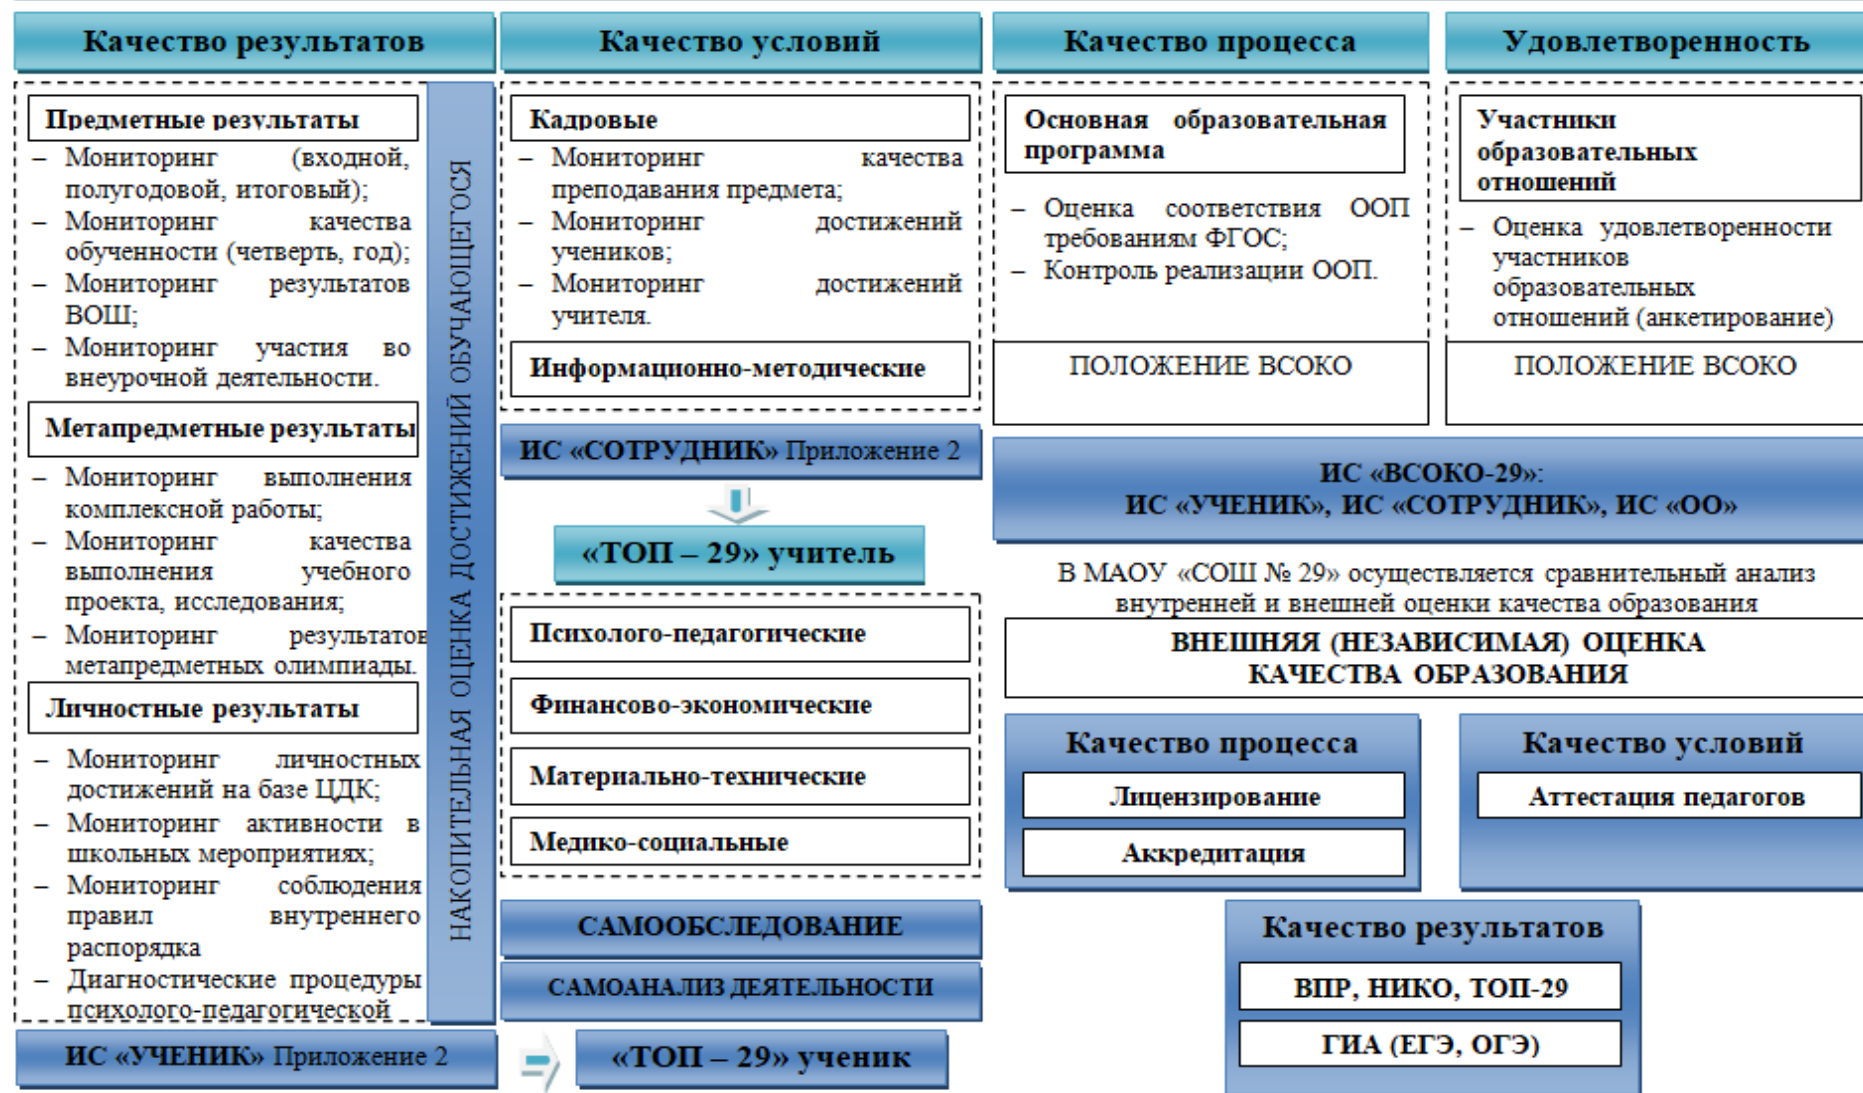 Качество результатов
Предметные результаты
– Мониторинг (входной,
полугодовой, итоговый);
– Мониторинг качества
обученности (четверть, год);
– Мониторинг результатов
ВОШ;
– Мониторинг участия во
внеурочной деятельности.
Метапредметные результаты
– Мониторинг выполнения
комплексной работы;
– Мониторинг качества
выполнения учебного
проекта, исследования;
– Мониторинг результатов
метапредметных олимпиады.
Личностные результаты
– Мониторинг личностных
достижений на базе ЦДК;
– Мониторинг активности в
школьных мероприятиях;
– Мониторинг соблюдения
правил внутреннего
распорядка
– Диагностические процедуры
психолого-педагогической
НАКОПИТЕЛЬНАЯ ОЦЕНКА ДОСТИЖЕНИЙ ОБУЧАЮЩЕГОСЯ
ИС «УЧЕНИК» Приложение 2
Качество условий
Кадровые
– Мониторинг качества
преподавания предмета;
– Мониторинг достижений
учеников;
– Мониторинг достижений
учителя.
Информационно-методические
ИС «СОТРУДНИК» Приложение 2
«ТОП – 29» учитель
Психолого-педагогические
Финансово-экономические
Материально-технические
Медико-социальные
САМООБСЛЕДОВАНИЕ
САМОАНАЛИЗ ДЕЯТЕЛЬНОСТИ
«ТОП – 29» ученик
Качество процесса
Основная образовательная
программа
– Оценка соответствия ООП
требованиям ФГОС;
– Контроль реализации ООП.
ПОЛОЖЕНИЕ ВСОКО
Удовлетворенность
Участники
образовательных
отношений
– Оценка удовлетворенности
участников
образовательных
отношений (анкетирование)
ПОЛОЖЕНИЕ ВСОКО
ИС «ВСОКО-29»:
ИС «УЧЕНИК», ИС «СОТРУДНИК», ИС «ОО»
В МАОУ «СОШ № 29» осуществляется сравнительный анализ
внутренней и внешней оценки качества образования
ВНЕШНЯЯ (НЕЗАВИСИМАЯ) ОЦЕНКА
КАЧЕСТВА ОБРАЗОВАНИЯ
Качество процесса
Лицензирование
Аккредитация
Качество условий
Аттестация педагогов
Качество результатов
ВПР, НИКО, ТОП-29
ГИА (ЕГЭ, ОГЭ)